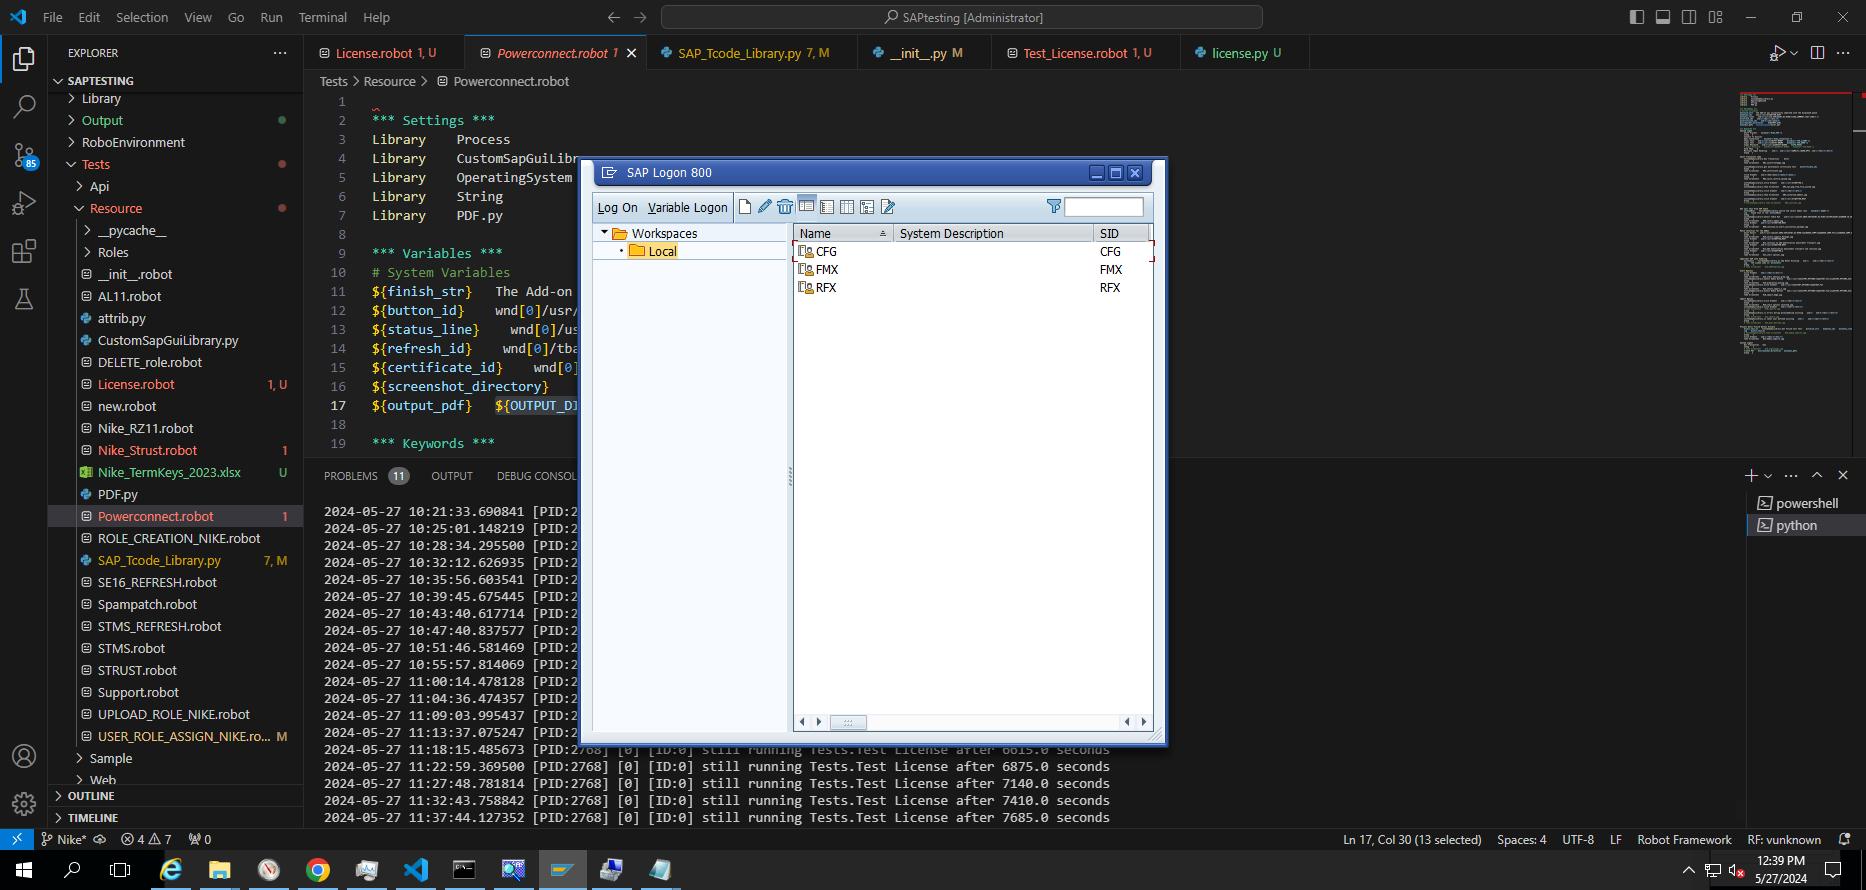 File Edit Selection View Go Run Terminal Help
SAPtesting [Administrator]
EXPLORER
License.robot 1, U
Powerconnect.robot 1
SAP_Tcode_Library.py 7, M
__init__.py M
Test_License.robot 1, U
license.py U
SAPTESTING
Library
Output
RoboEnvironment
Tests
Api
Resource
__pycache__
Roles
__init__.robot
AL11.robot
attrib.py
CustomSapGuiLibrary.py
DELETE_role.robot
License.robot 1, U
new.robot
Nike_RZ11.robot
Nike_Strust.robot 1
Nike_TermKeys_2023.xlsx U
PDF.py
Powerconnect.robot 1
ROLE_CREATION_NIKE.robot
SAP_Tcode_Library.py 7, M
SE16_REFRESH.robot
Spampatch.robot
STMS_REFRESH.robot
STMS.robot
STRUST.robot
Support.robot
UPLOAD_ROLE_NIKE.robot
USER_ROLE_ASSIGN_NIKE.ro... M
Sample
Web
OUTLINE
TIMELINE
85
Tests > Resource > Powerconnect.robot
1
2 *** Settings ***
3 Library Process
4 Library CustomSapGuiLibr
5 Library OperatingSystem
6 Library String
7 Library PDF.py
8
9 *** Variables ***
10 # System Variables
11 ${finish_str} The Add-on
12 ${button_id} wnd[0]/usr/
13 ${status_line} wnd[0]/us
14 ${refresh_id} wnd[0]/tba
15 ${certificate_id} wnd[0]
16 ${screenshot_directory}
17 ${output_pdf} ${OUTPUT_DI
18
19 *** Keywords ***
SAP Logon 800
Log On Variable Logon
Workspaces
Local
Name System Description SID
CFG CFG
FMX FMX
RFX RFX
PROBLEMS 11 OUTPUT DEBUG CONSOL
powershell
python
2024-05-27 10:21:33.690841 [PID:2
2024-05-27 10:25:01.148219 [PID:2
2024-05-27 10:28:34.295500 [PID:2
2024-05-27 10:32:12.626935 [PID:2
2024-05-27 10:35:56.603541 [PID:2
2024-05-27 10:39:45.675445 [PID:2
2024-05-27 10:43:40.617714 [PID:2
2024-05-27 10:47:40.837577 [PID:2
2024-05-27 10:51:46.581469 [PID:2
2024-05-27 10:55:57.814069 [PID:2
2024-05-27 11:00:14.478128 [PID:2
2024-05-27 11:04:36.474357 [PID:2
2024-05-27 11:09:03.995437 [PID:2
2024-05-27 11:13:37.075247 [PID:2
2024-05-27 11:18:15.485673 [PID:2768] [0] [ID:0] still running Tests.Test License after 6615.0 seconds
2024-05-27 11:22:59.369500 [PID:2768] [0] [ID:0] still running Tests.Test License after 6875.0 seconds
2024-05-27 11:27:48.781814 [PID:2768] [0] [ID:0] still running Tests.Test License after 7140.0 seconds
2024-05-27 11:32:43.758842 [PID:2768] [0] [ID:0] still running Tests.Test License after 7410.0 seconds
2024-05-27 11:37:44.127352 [PID:2768] [0] [ID:0] still running Tests.Test License after 7685.0 seconds
Nike* 4 7 0
Ln 17, Col 30 (13 selected) Spaces: 4 UTF-8 LF Robot Framework RF: vunknown
12:39 PM
5/27/2024